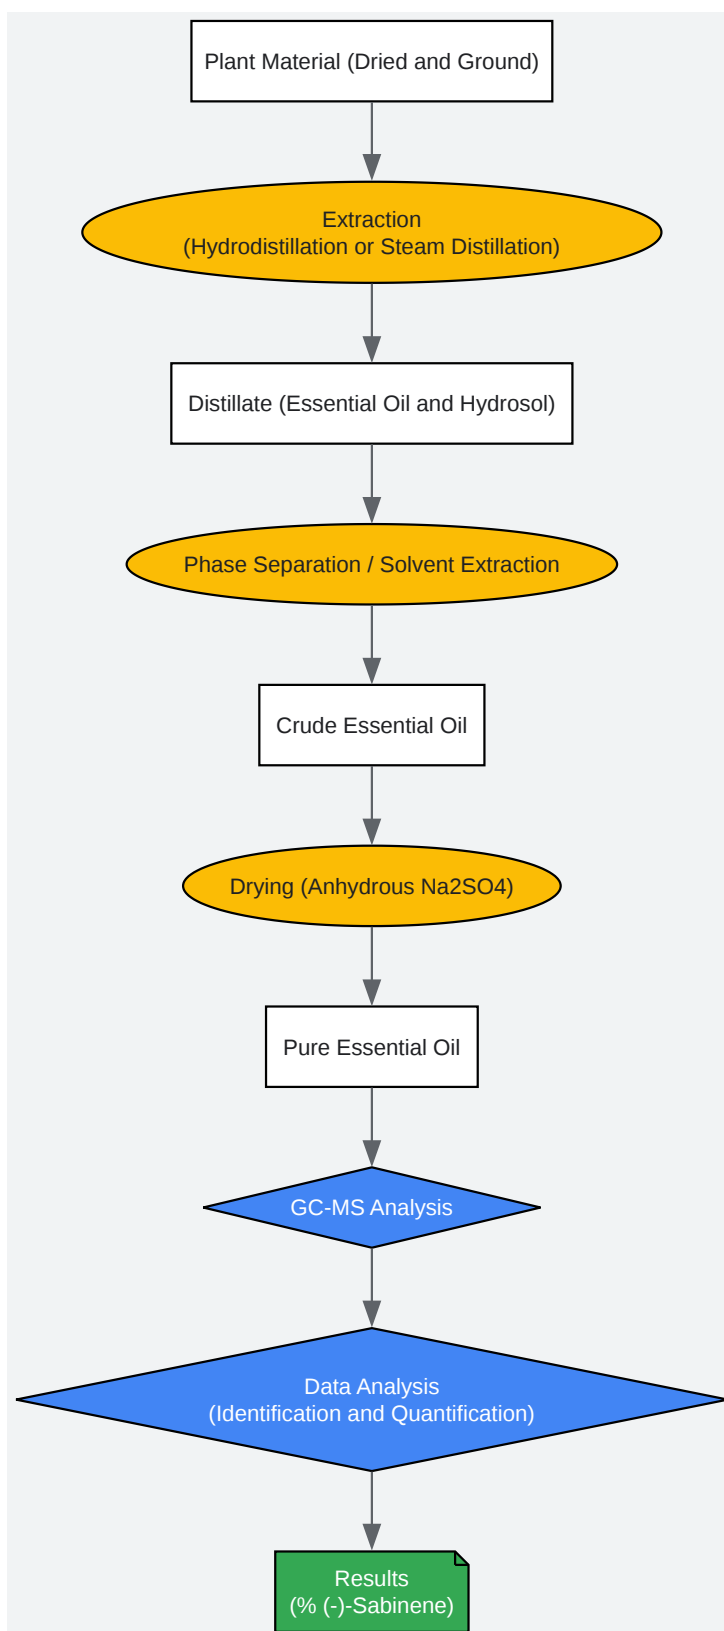 Plant Material (Dried and Ground)
Extraction
(Hydrodistillation or Steam Distillation)
Distillate (Essential Oil and Hydrosol)
Phase Separation / Solvent Extraction
Crude Essential Oil
Drying (Anhydrous Na2SO4)
Pure Essential Oil
GC-MS Analysis
Data Analysis
(Identification and Quantification)
Results
(% (-)-Sabinene)